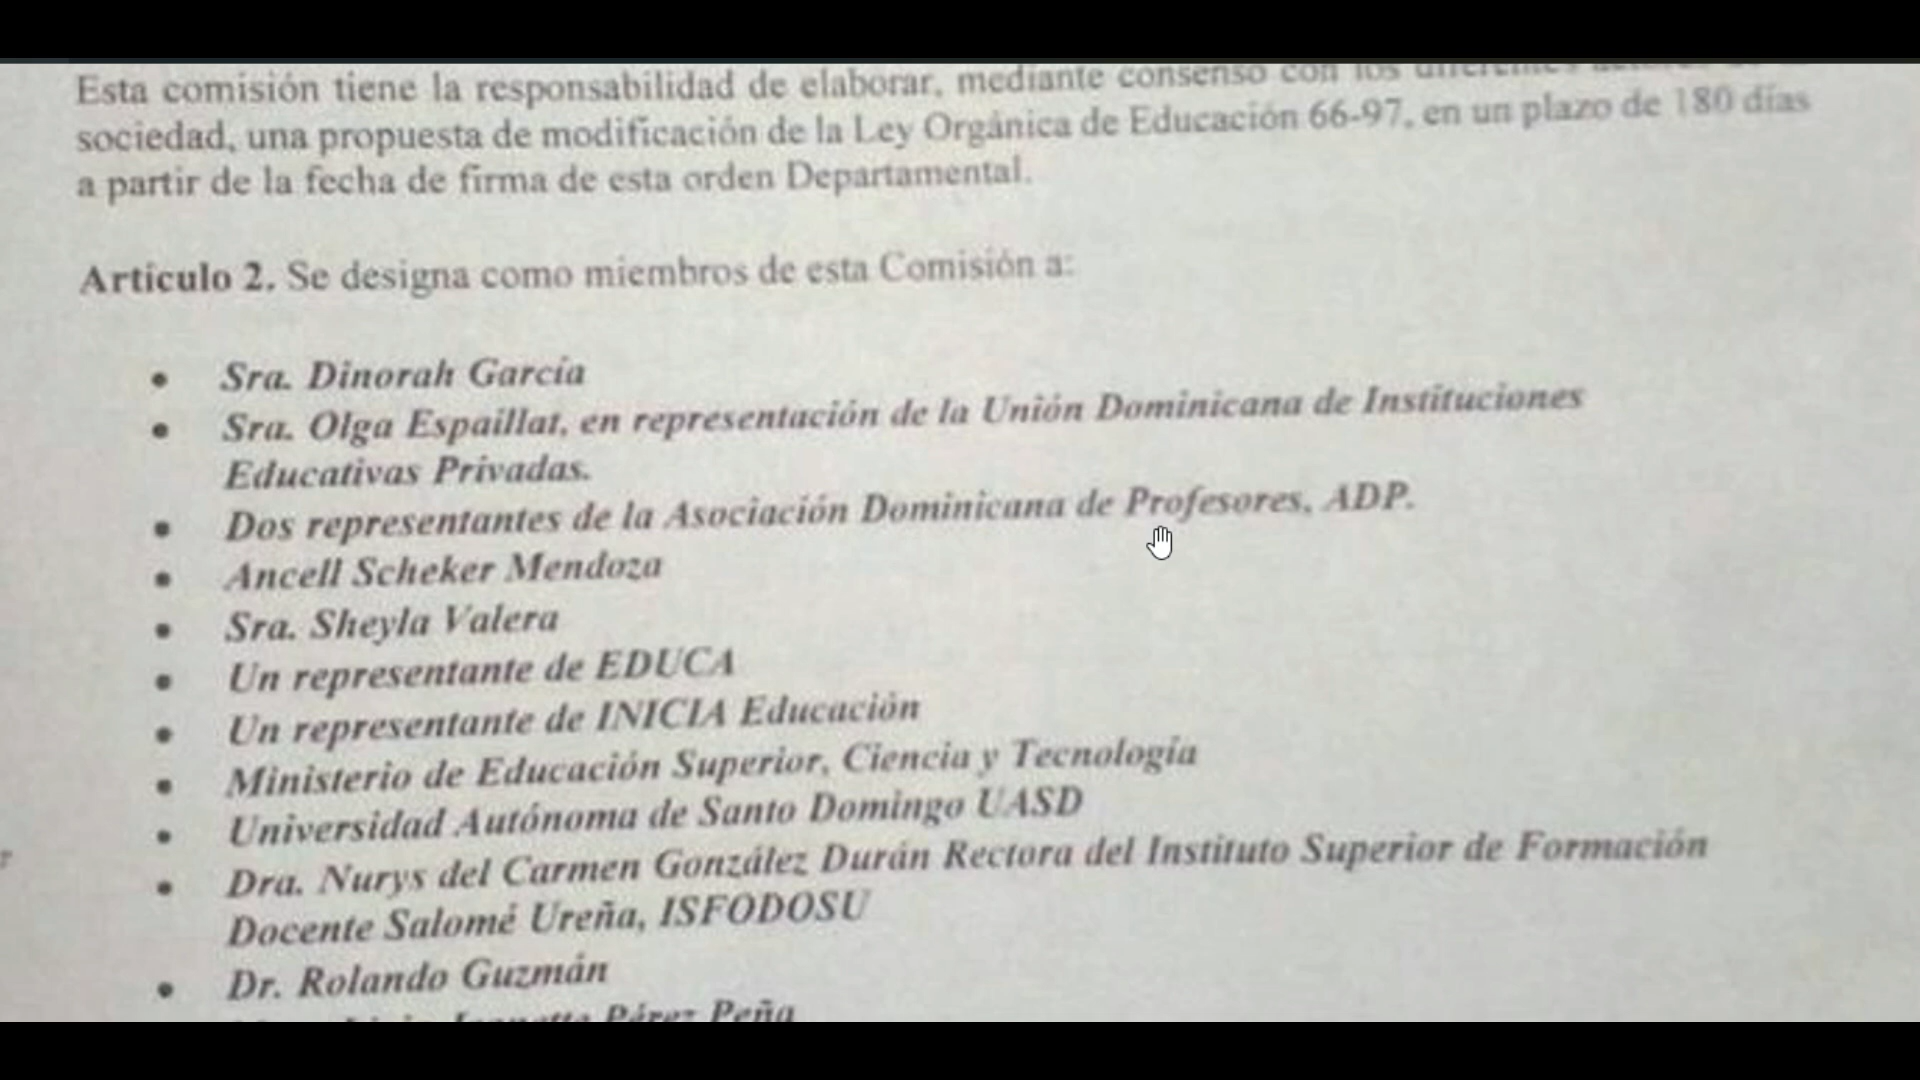 Esta comisión tiene la responsabilidad de elaborar, mediante consenso con los
sociedad, una propuesta de modificación de la Ley Orgánica de Educación 66-97, en un plazo de 180 días
a partir de la fecha de firma de esta orden Departamental.
Artículo 2. Se designa como miembros de esta Comisión a:
• Sra. Dinorah García
• Sra. Olga Espaillat, en representación de la Unión Dominicana de Instituciones
Educativas Privadas.
• Dos representantes de la Asociación Dominicana de Profesores, ADP.
• Ancell Scheker Mendoza
• Sra. Sheyla Valera
• Un representante de EDUCA
• Un representante de INICIA Educación
• Ministerio de Educación Superior, Ciencia y Tecnología
• Universidad Autónoma de Santo Domingo UASD
• Dra. Nurys del Carmen González Durán Rectora del Instituto Superior de Formación
Docente Salomé Ureña, ISFODOSU
• Dr. Rolando Guzmán
Pérez Peña